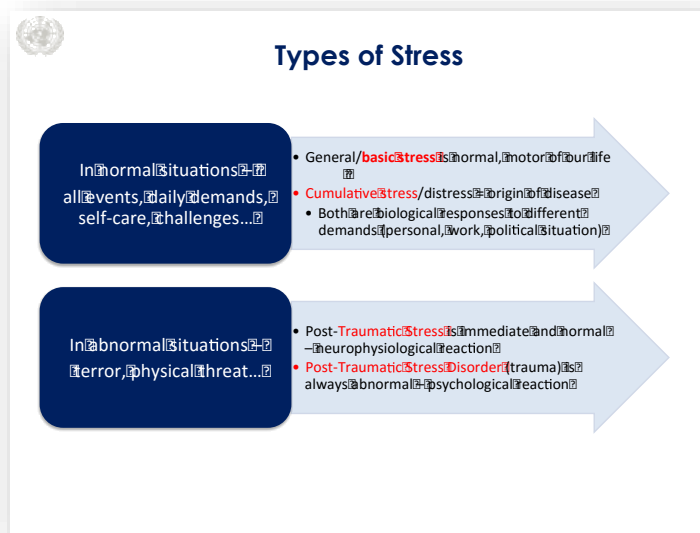 Types of Stress
In normal situations –
all events, daily demands,
self-care, challenges…
• General/basic stress is normal, motor of our life
• Cumulative stress/distress – origin of disease
• Both are biological responses to different
demands (personal, work, political situation)
In abnormal situations –
terror, physical threat…
• Post-Traumatic Stress is immediate and normal
– neurophysiological reaction
• Post-Traumatic Stress Disorder (trauma) is
always abnormal – psychological reaction